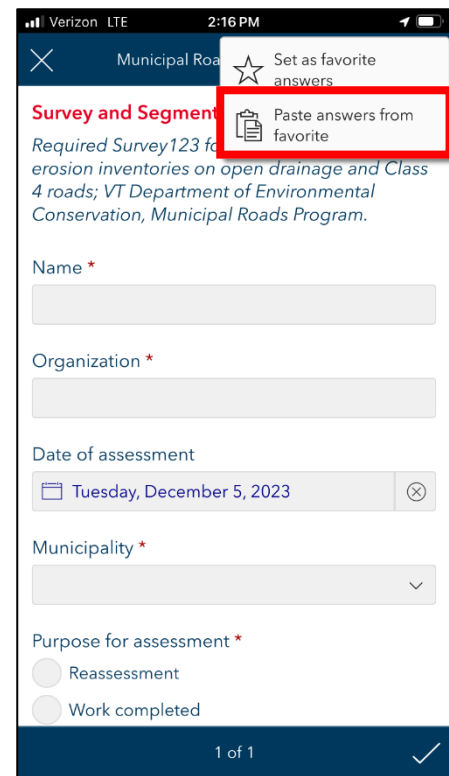 Verizon LTE 2:16 PM
Municipal Roa
Set as favorite
answers
Paste answers from
favorite
Survey and Segment
Required Survey123 fo
erosion inventories on open drainage and Class
4 roads; VT Department of Environmental
Conservation, Municipal Roads Program.
Name *
Organization *
Date of assessment
Tuesday, December 5, 2023
Municipality *
Purpose for assessment *
Reassessment
Work completed
1 of 1